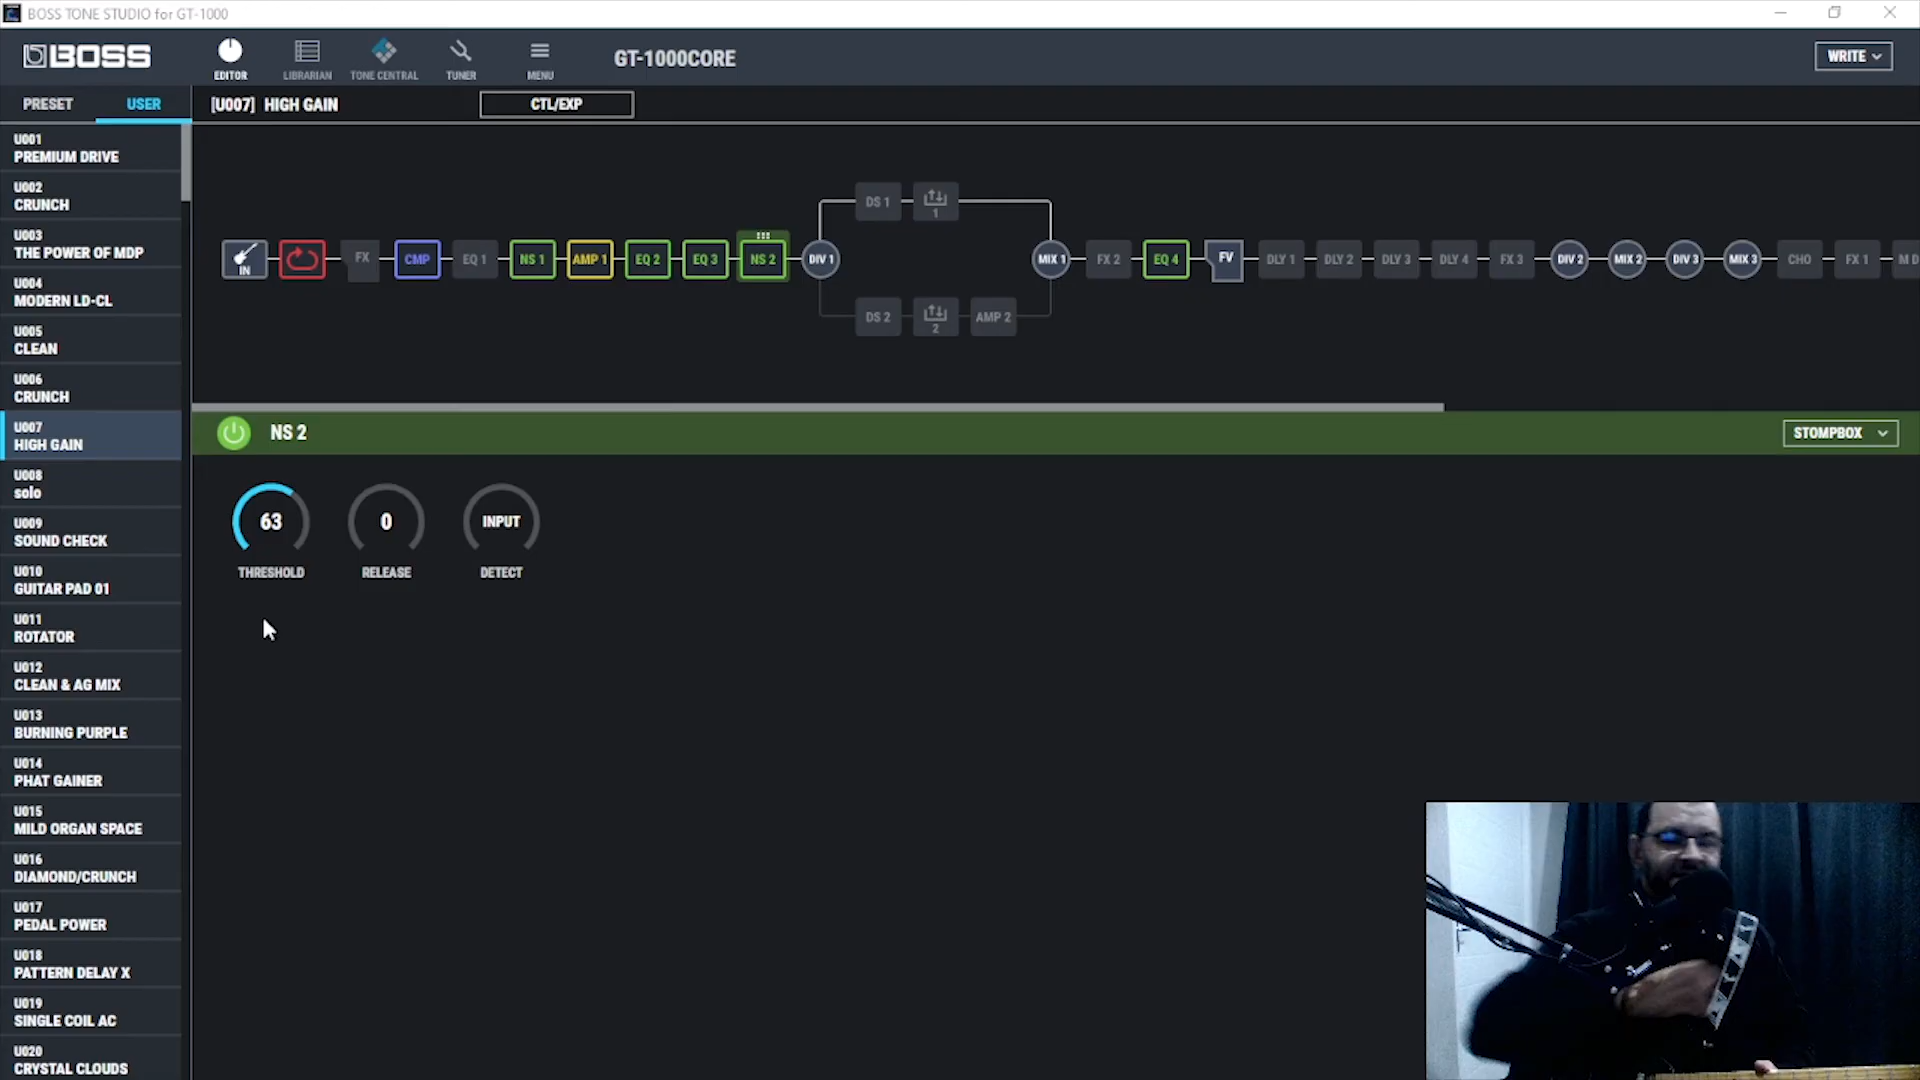 BOSS TONE STUDIO for GT-1000
BOSS
EDITOR
LIBRARIAN
TONE CENTRAL
TUNER
MENU
GT-1000CORE
WRITE
PRESET
USER
[U007] HIGH GAIN
CTL/EXP
U001
PREMIUM DRIVE
U002
CRUNCH
U003
THE POWER OF MDP
U004
MODERN LD-CL
U005
CLEAN
U006
CRUNCH
U007
HIGH GAIN
U008
solo
U009
SOUND CHECK
U010
GUITAR PAD 01
U011
ROTATOR
U012
CLEAN & AG MIX
U013
BURNING PURPLE
U014
PHAT GAINER
U015
MILD ORGAN SPACE
U016
DIAMOND/CRUNCH
U017
PEDAL POWER
U018
PATTERN DELAY X
U019
SINGLE COIL AC
U020
CRYSTAL CLOUDS
DS 1
1
IN
FX
CMP
EQ 1
NS 1
AMP 1
EQ 2
EQ 3
NS 2
DIV 1
MIX 1
FX 2
EQ 4
FV
DLY 1
DLY 2
DLY 3
DLY 4
FX 3
DIV 2
MIX 2
DIV 3
MIX 3
CHO
FX 1
M D
DS 2
2
AMP 2
NS 2
STOMPBOX
63
0
INPUT
THRESHOLD
RELEASE
DETECT